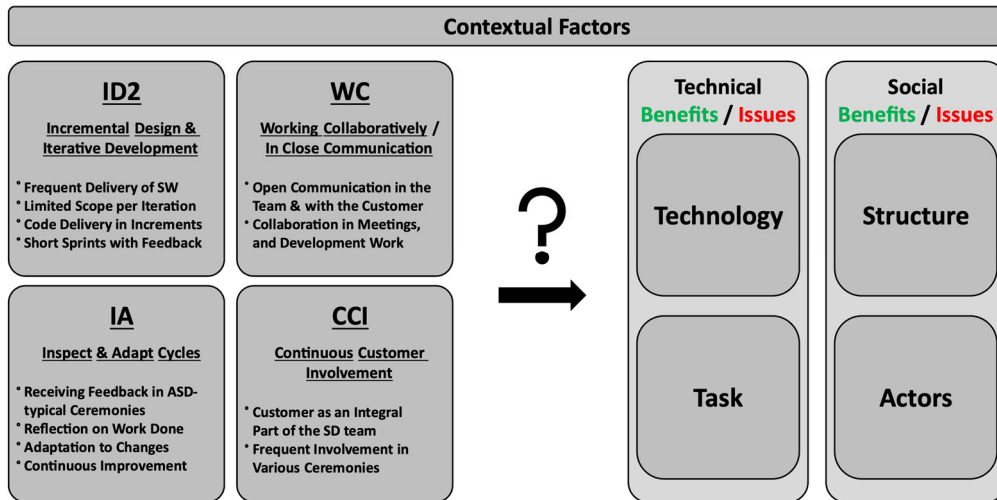 Contextual Factors
ID2
Incremental Design &
Iterative Development
° Frequent Delivery of SW
° Limited Scope per Iteration
° Code Delivery in Increments
° Short Sprints with Feedback
WC
Working Collaboratively /
In Close Communication
° Open Communication in the
Team & with the Customer
° Collaboration in Meetings,
and Development Work
IA
Inspect & Adapt Cycles
° Receiving Feedback in ASD-
typical Ceremonies
° Reflection on Work Done
° Adaptation to Changes
° Continuous Improvement
CCI
Continuous Customer
Involvement
° Customer as an Integral
Part of the SD team
° Frequent Involvement in
Various Ceremonies
?
Technical
Benefits / Issues
Technology
Task
Social
Benefits / Issues
Structure
Actors